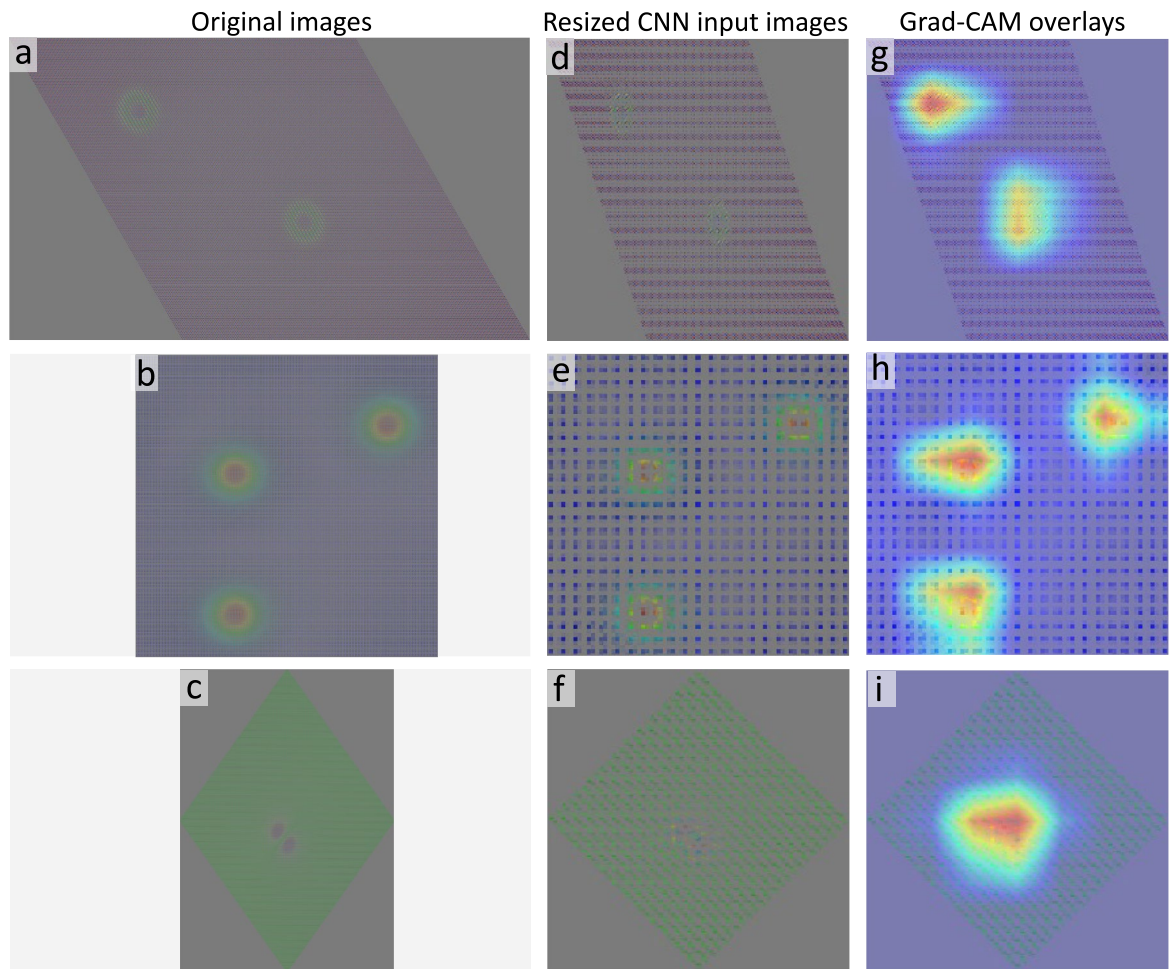 Original images Resized CNN input images Grad-CAM overlays
a d g
b e h
c f i